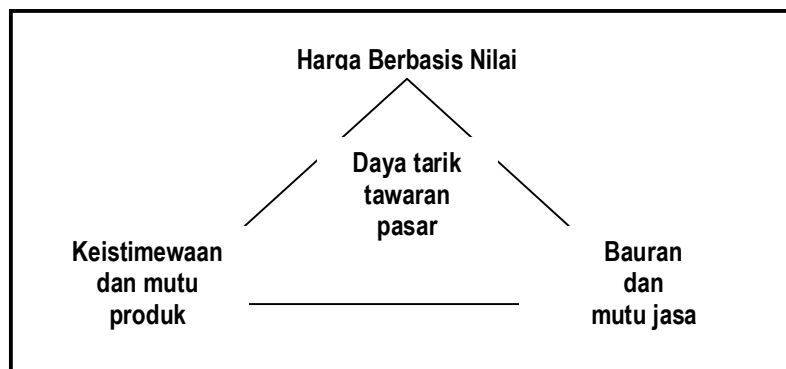 Harga Berbasis Nilai
Daya tarik
tawaran
pasar
Keistimewaan
dan mutu
produk
Bauran
dan
mutu jasa